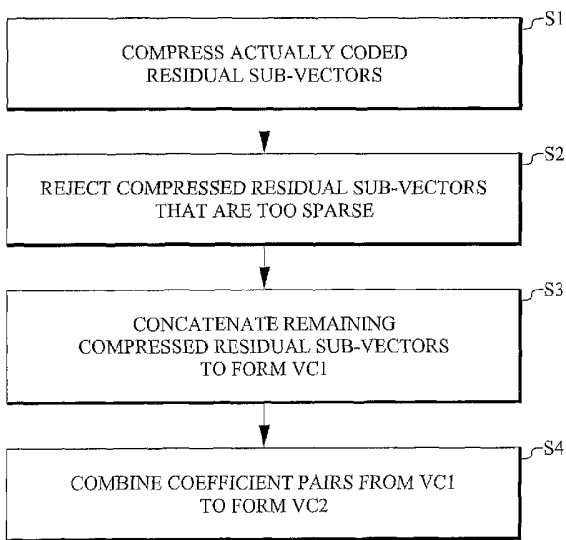 S1
COMPRESS ACTUALLY CODED
RESIDUAL SUB-VECTORS
S2
REJECT COMPRESSED RESIDUAL SUB-VECTORS
THAT ARE TOO SPARSE
S3
CONCATENATE REMAINING
COMPRESSED RESIDUAL SUB-VECTORS
TO FORM VC1
S4
COMBINE COEFFICIENT PAIRS FROM VC1
TO FORM VC2